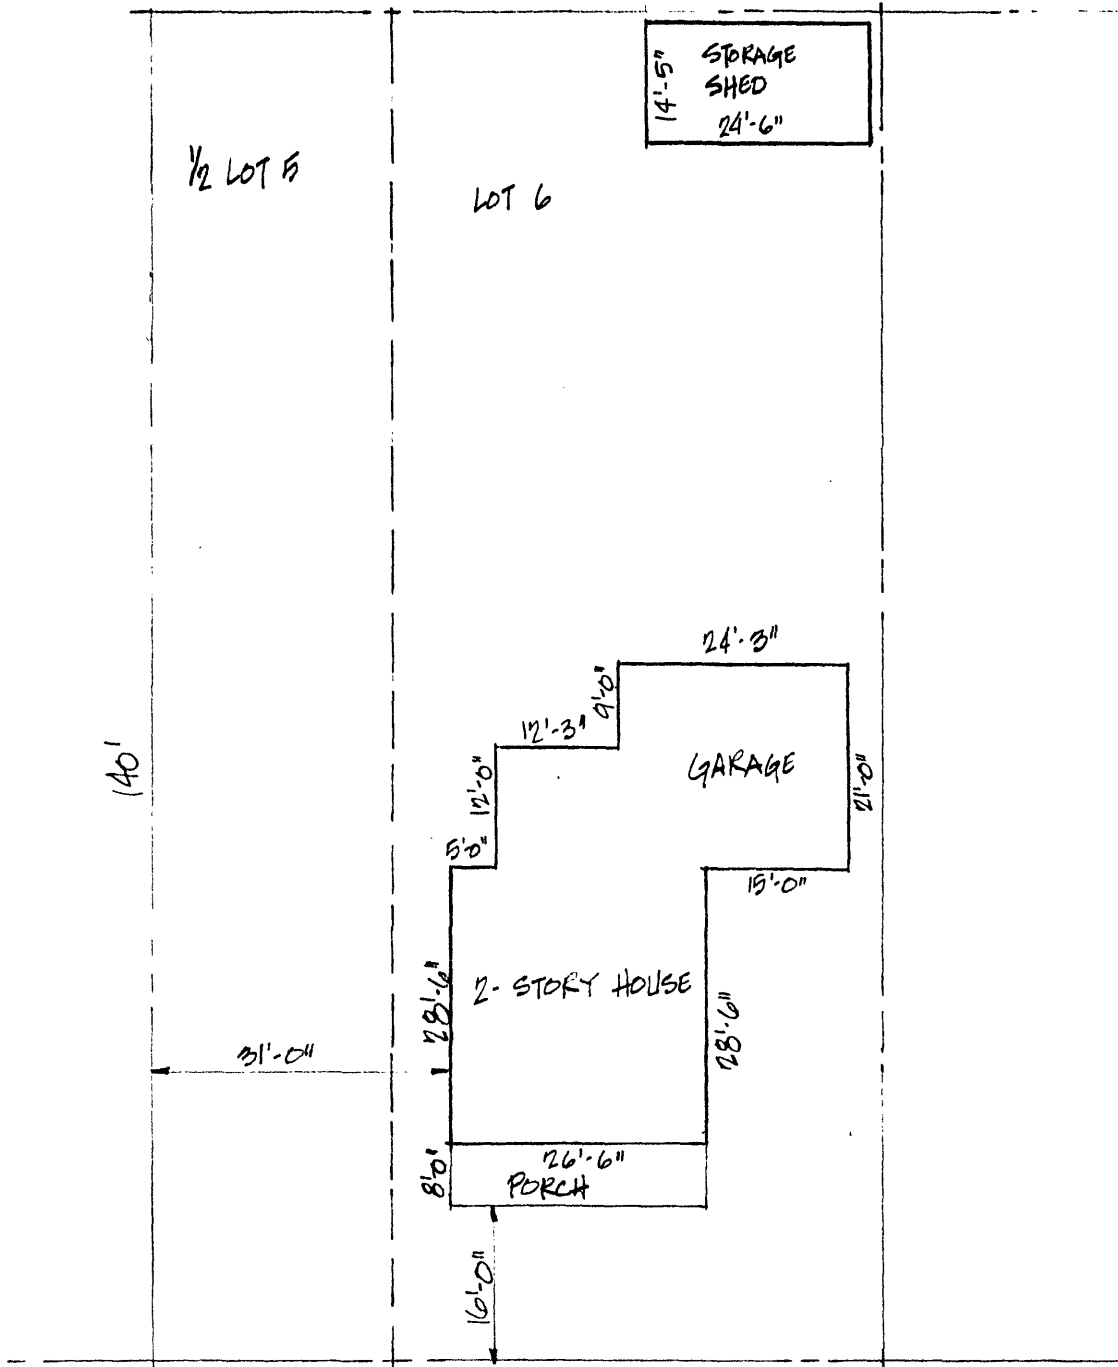 STORAGE
SHED
14'-5"
24'-6"
1/2 LOT 5
LOT 6
24'-3"
9'-0"
12'-3"
GARAGE
140'
12'-0"
21'-0"
5'-0"
15'-0"
28'-6"
2- STORY HOUSE
28'-6"
31'-0"
26'-6"
8'-0"
PORCH
16'-0"